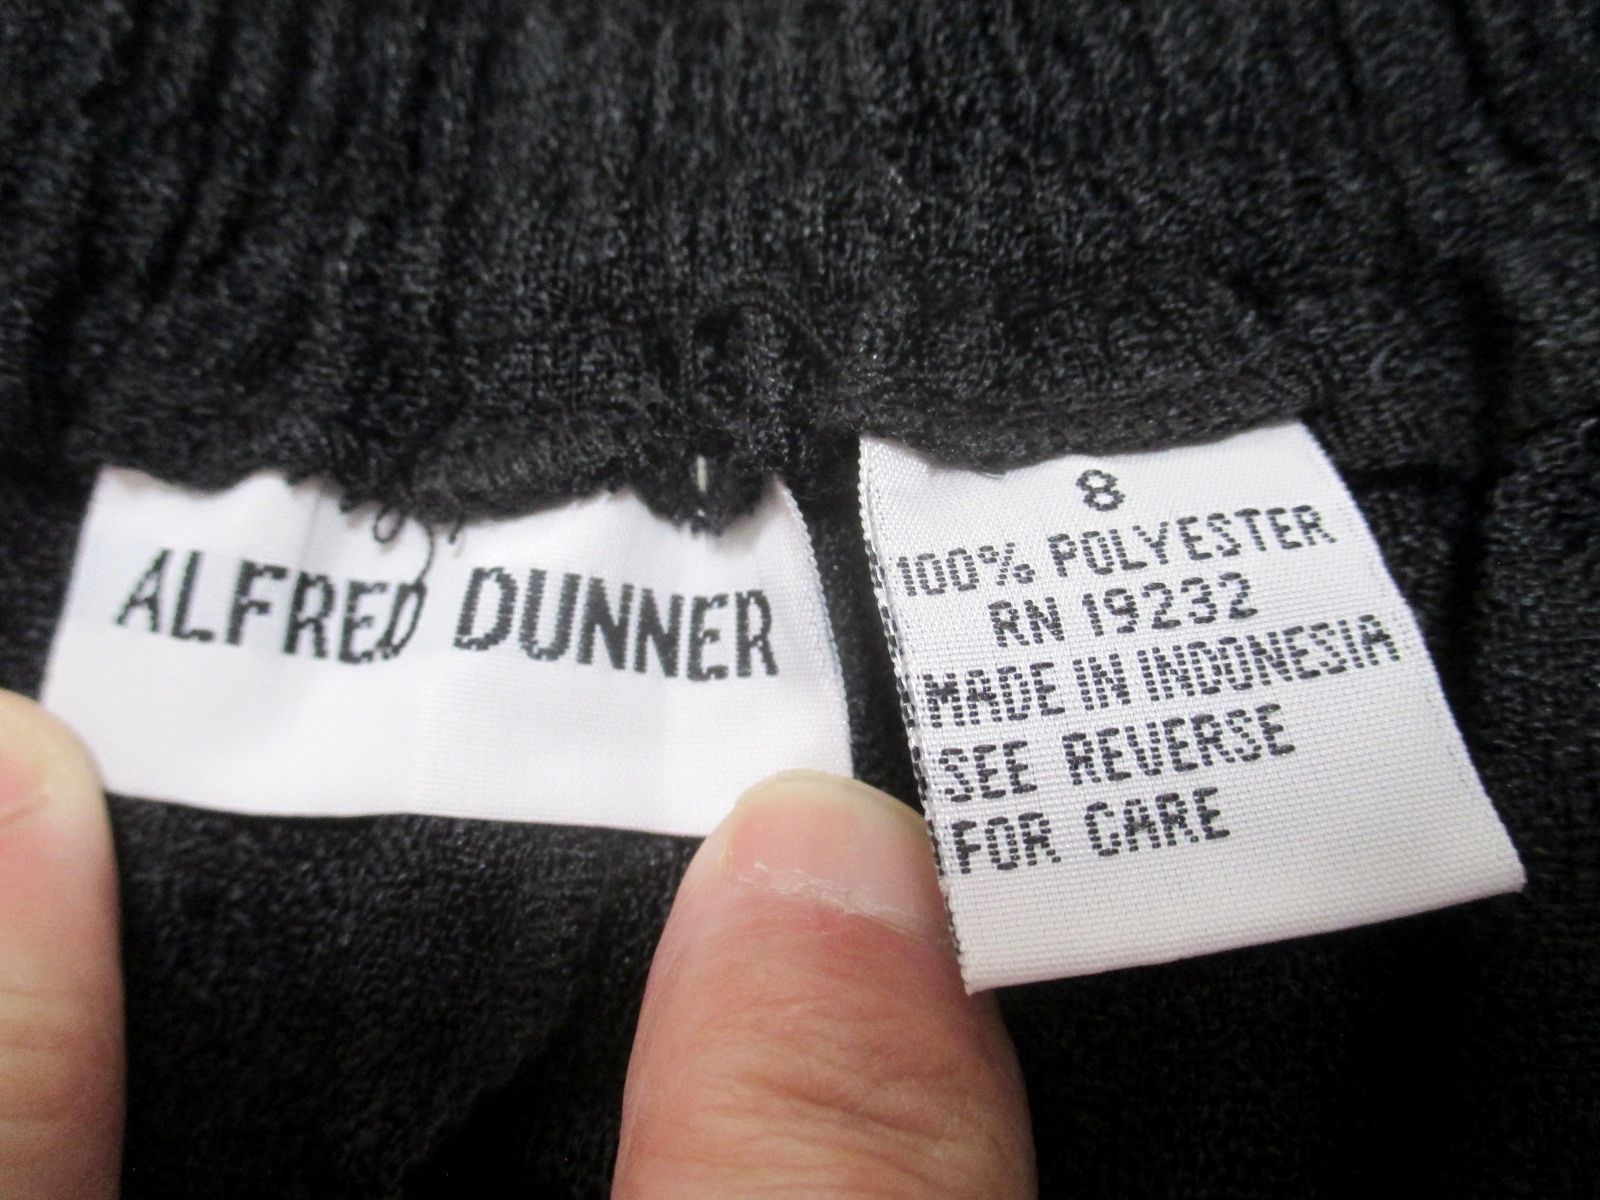 ALFRED DUNNER
8
100% POLYESTER
RN 19232
MADE IN INDONESIA
SEE REVERSE
FOR CARE